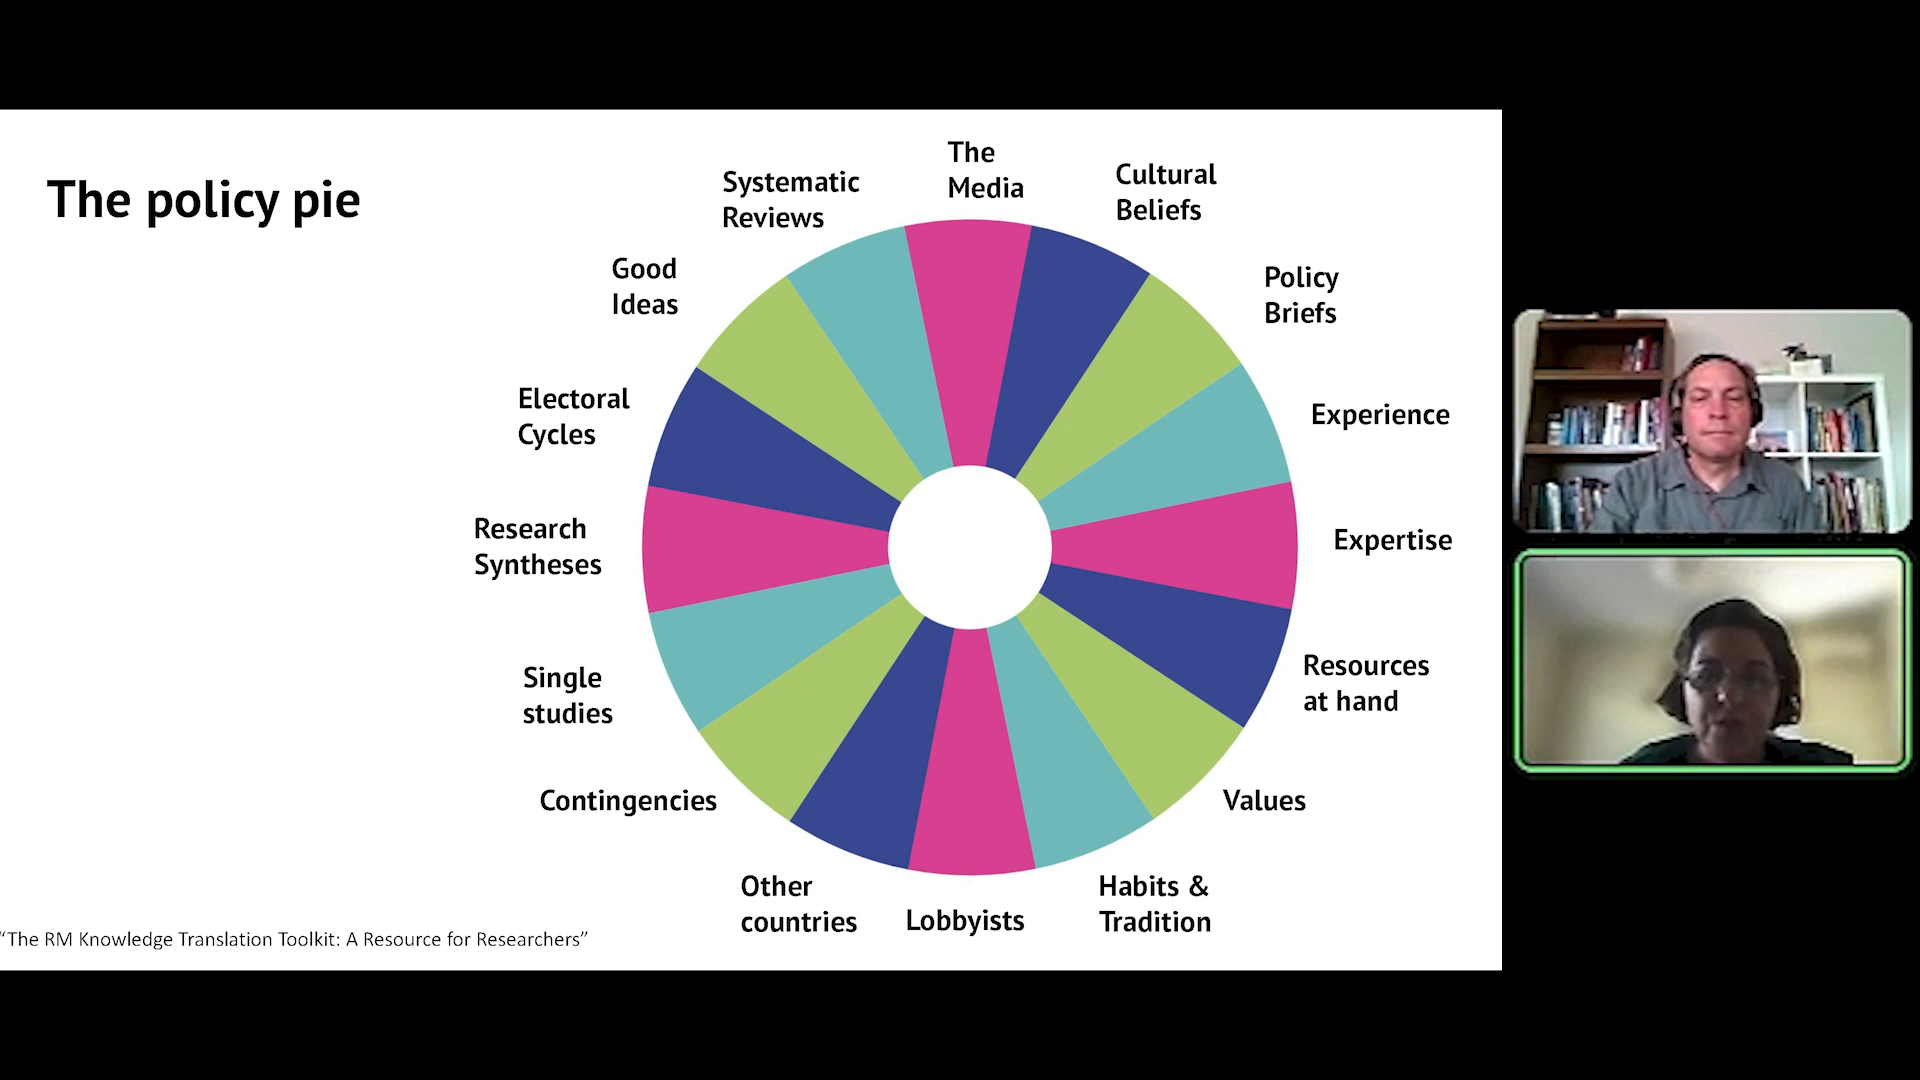 The policy pie
The
Media
Cultural
Beliefs
Policy
Briefs
Experience
Expertise
Resources
at hand
Values
Habits &
Tradition
Lobbyists
Other
countries
Contingencies
Single
studies
Research
Syntheses
Electoral
Cycles
Good
Ideas
Systematic
Reviews
“The RM Knowledge Translation Toolkit: A Resource for Researchers”